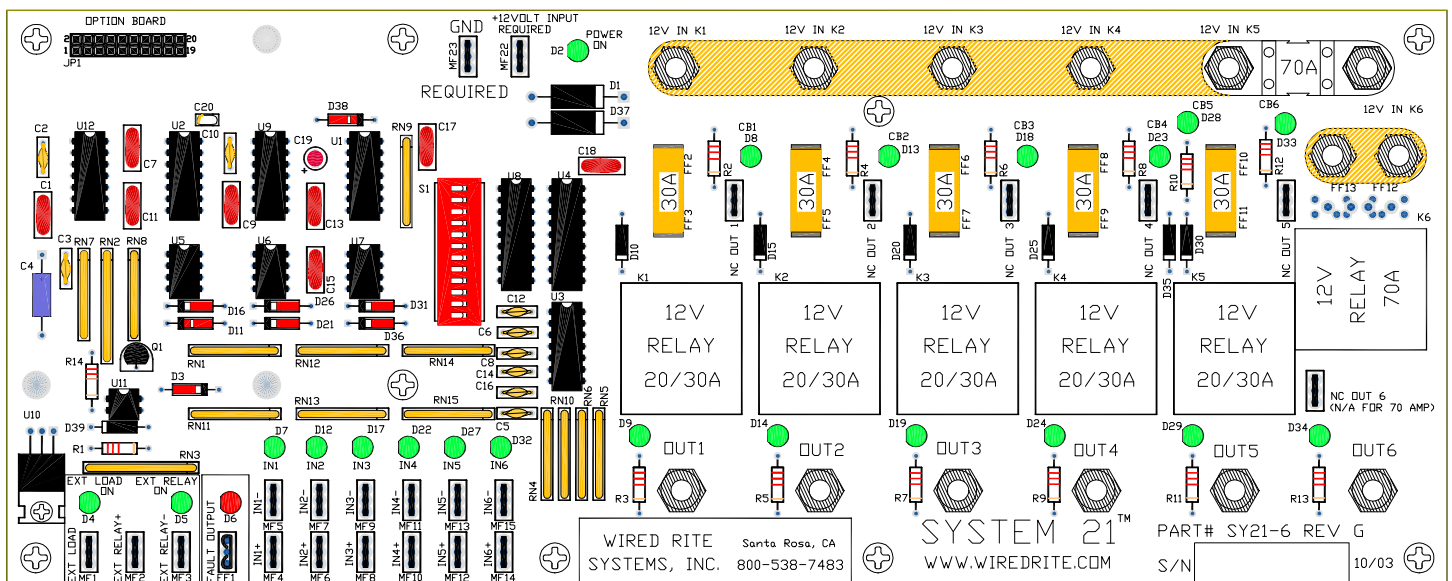 OPTION BOARD
2 20
1 19
JP1
GND
MF23
REQUIRED
+12VOLT INPUT
REQUIRED
MF22
POWER
ON
D2
D1
D37
12V IN K1
12V IN K2
12V IN K3
12V IN K4
12V IN K5
70A
12V IN K6
C2
U12
C7
C20
U2
C10
U9
C19
+
D38
U1
RN9
C17
C18
C1
C11
C9
C13
S1
U8
U4
FF2
30A
FF3
R2
CB1
D8
FF4
30A
FF5
R4
CB2
D13
FF6
30A
FF7
R6
CB3
D18
FF8
30A
FF9
R8
CB4
D23
CB5
D28
R10
FF10
30A
FF11
CB6
D33
R12
FF13
FF12
K6
NC OUT 1
NC OUT 2
NC OUT 3
NC OUT 4
NC OUT 5
D10
D15
D20
D25
D35
D30
C3
RN7
RN2
RN8
U5
U6
U7
C15
C4
D16
D11
D26
D21
D31
D36
U3
C12
C6
C8
C14
C16
C5
K1
12V
RELAY
20/30A
K2
12V
RELAY
20/30A
K3
12V
RELAY
20/30A
K4
12V
RELAY
20/30A
K5
12V
RELAY
20/30A
12V
RELAY
70A
NC OUT 6
(N/A FOR 70 AMP)
Q1
R14
RN1
RN12
RN14
U11
D3
RN11
RN13
RN15
RN10
RN6
RN5
RN4
U10
D39
R1
RN3
D7
IN1
D12
IN2
D17
IN3
D22
IN4
D27
IN5
D32
IN6
D9
OUT1
R3
D14
OUT2
R5
D19
OUT3
R7
D24
OUT4
R9
D29
OUT5
R11
D34
OUT6
R13
EXT LOAD
ON
D4
EXT RELAY
ON
D5
D6
FAULT OUTPUT
FF1
EXT LOAD
MF1
EXT RELAY+
MF2
EXT RELAY-
MF3
IN1-
MF5
IN2-
MF7
IN3-
MF9
IN4-
MF11
IN5-
MF13
IN6-
MF15
IN1+
MF4
IN2+
MF6
IN3+
MF8
IN4+
MF10
IN5+
MF12
IN6+
MF14
WIRED RITE
SYSTEMS, INC.
Santa Rosa, CA
800-538-7483
SYSTEM 21™
WWW.WIREDRITE.COM
PART# SY21-6 REV G
S/N
10/03